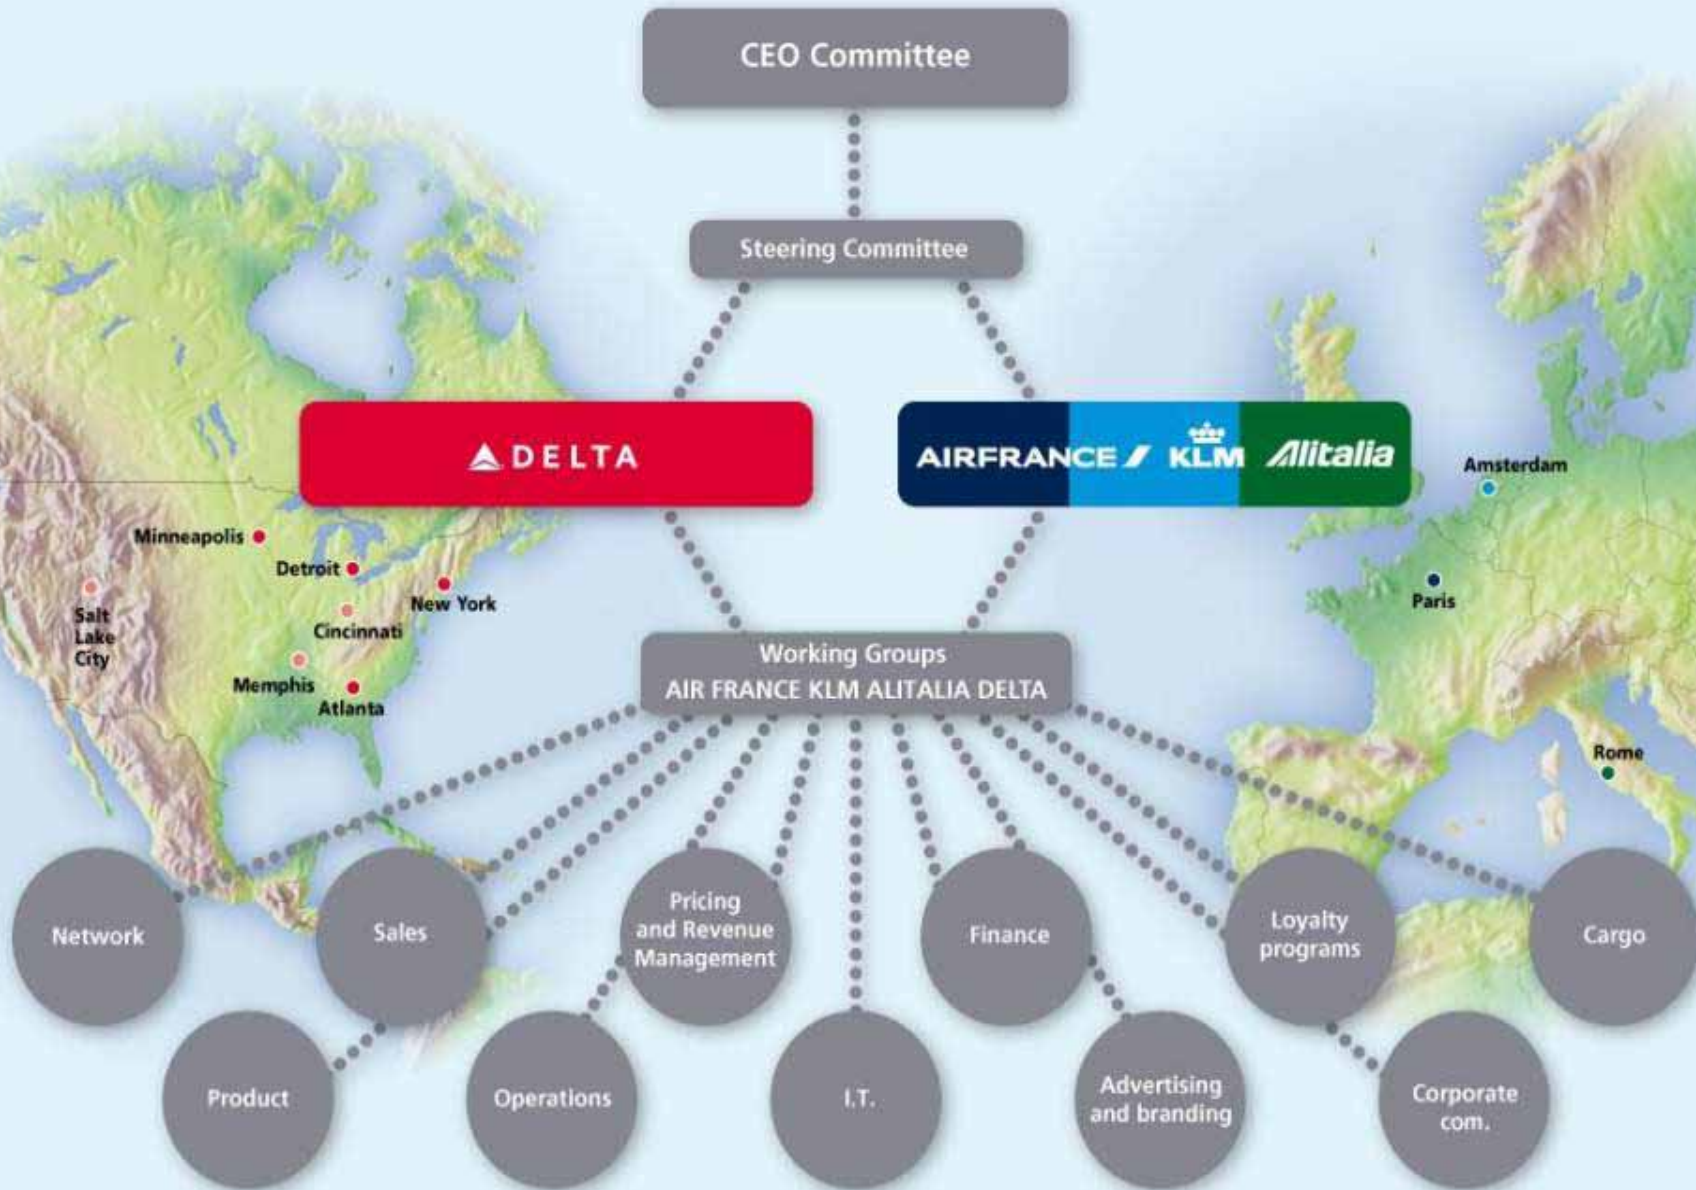 CEO Committee
Steering Committee
DELTA
AIRFRANCE KLM Alitalia
Amsterdam
Minneapolis
Detroit
New York
Salt
Lake
City
Cincinnati
Memphis
Atlanta
Paris
Rome
Working Groups
AIR FRANCE KLM ALITALIA DELTA
Network
Sales
Pricing
and Revenue
Management
Finance
Loyalty
programs
Cargo
Product
Operations
I.T.
Advertising
and branding
Corporate
com.